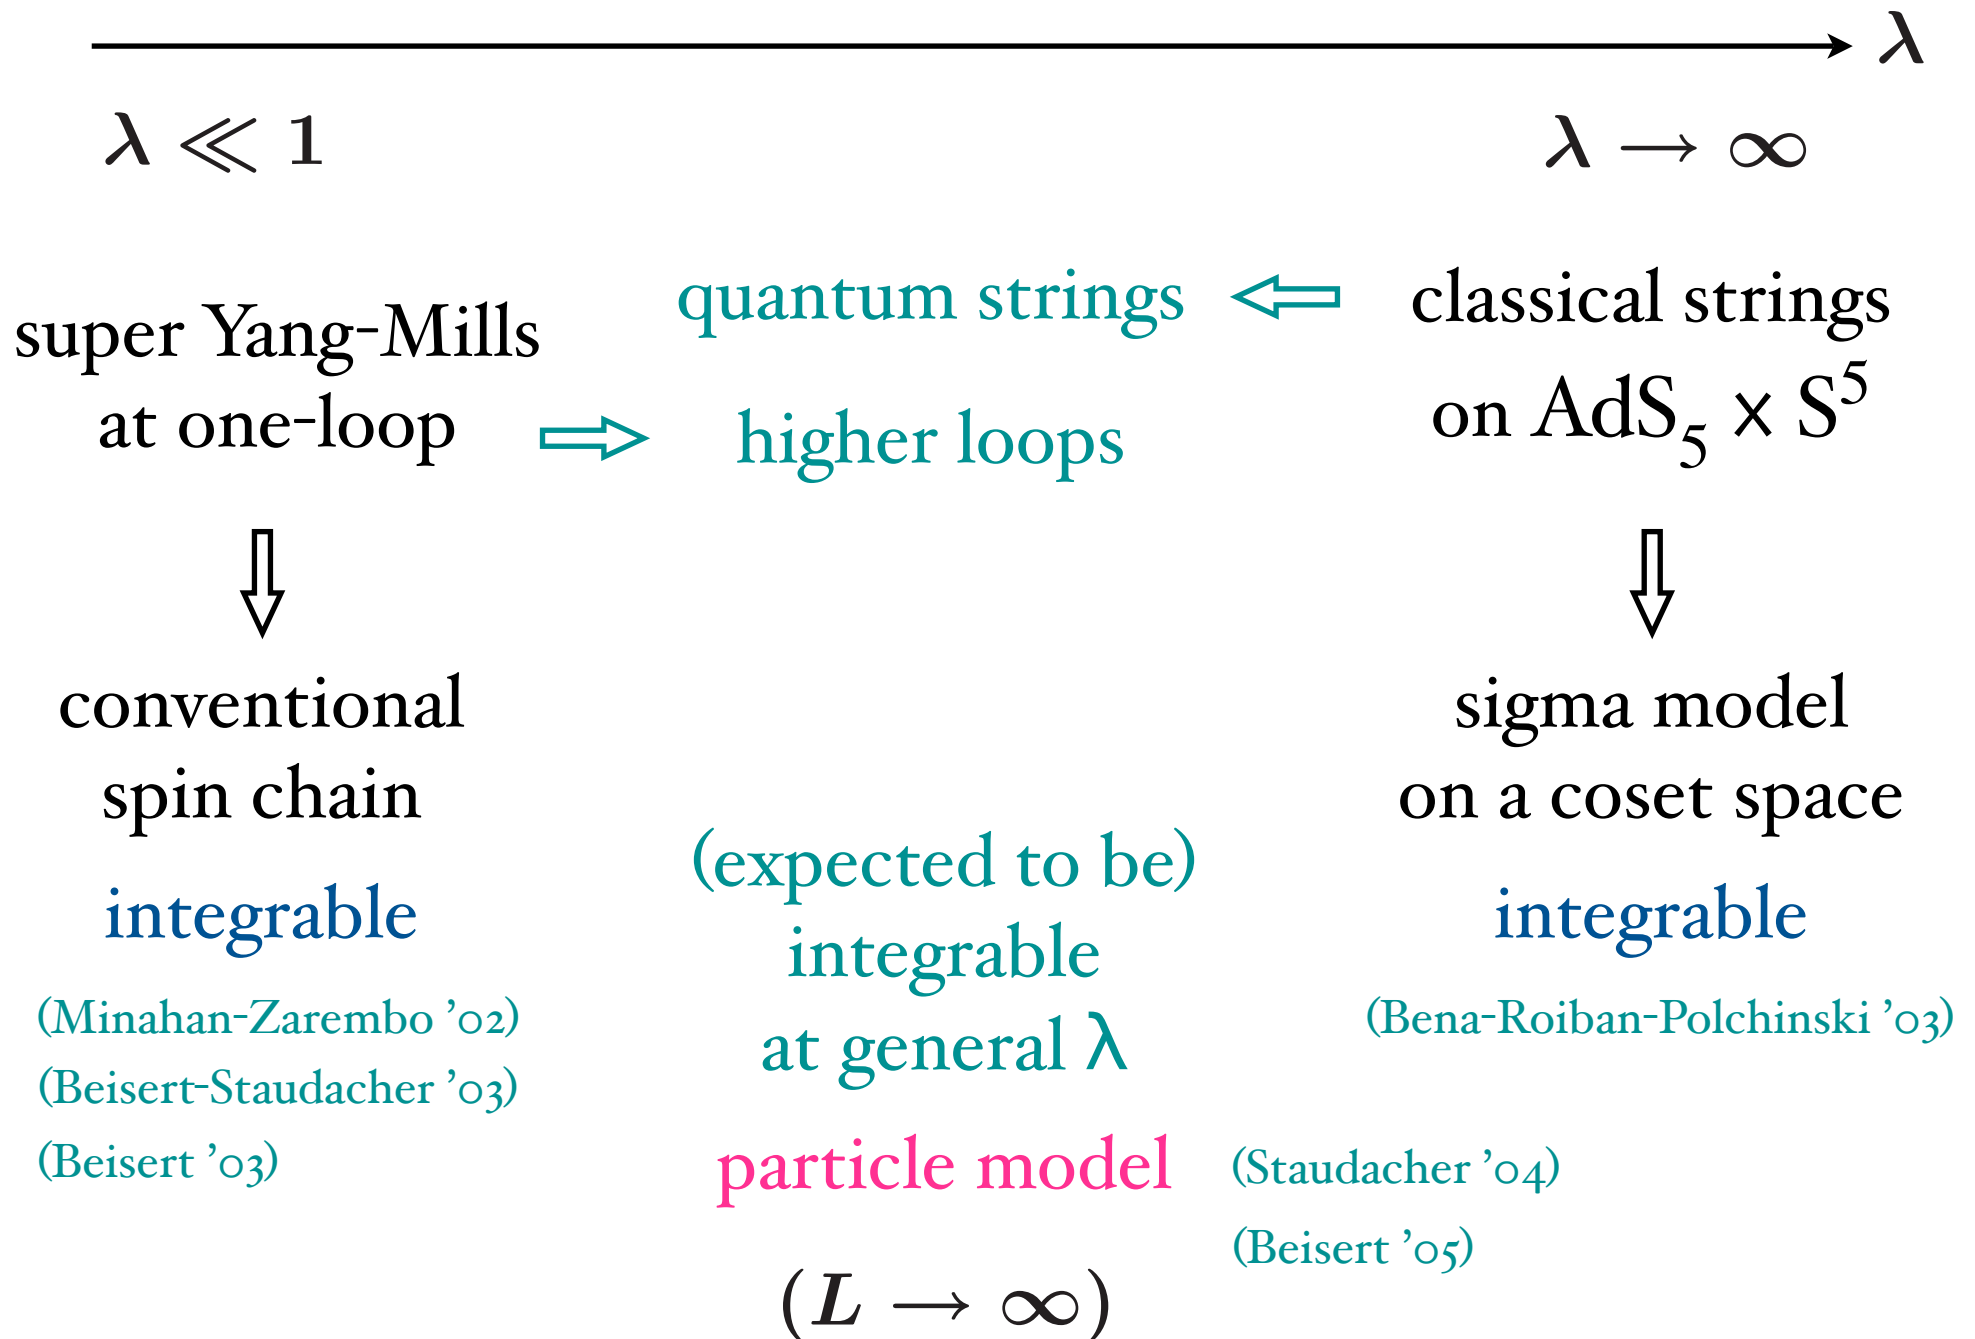 λ
λ ≪ 1
λ → ∞
super Yang-Mills
at one-loop
quantum strings
higher loops
classical strings
on AdS₅ × S⁵
conventional
spin chain
integrable
(Minahan-Zarembo ’02)
(Beisert-Staudacher ’03)
(Beisert ’03)
(expected to be)
integrable
at general λ
particle model
(L → ∞)
(Staudacher ’04)
(Beisert ’05)
sigma model
on a coset space
integrable
(Bena-Roiban-Polchinski ’03)